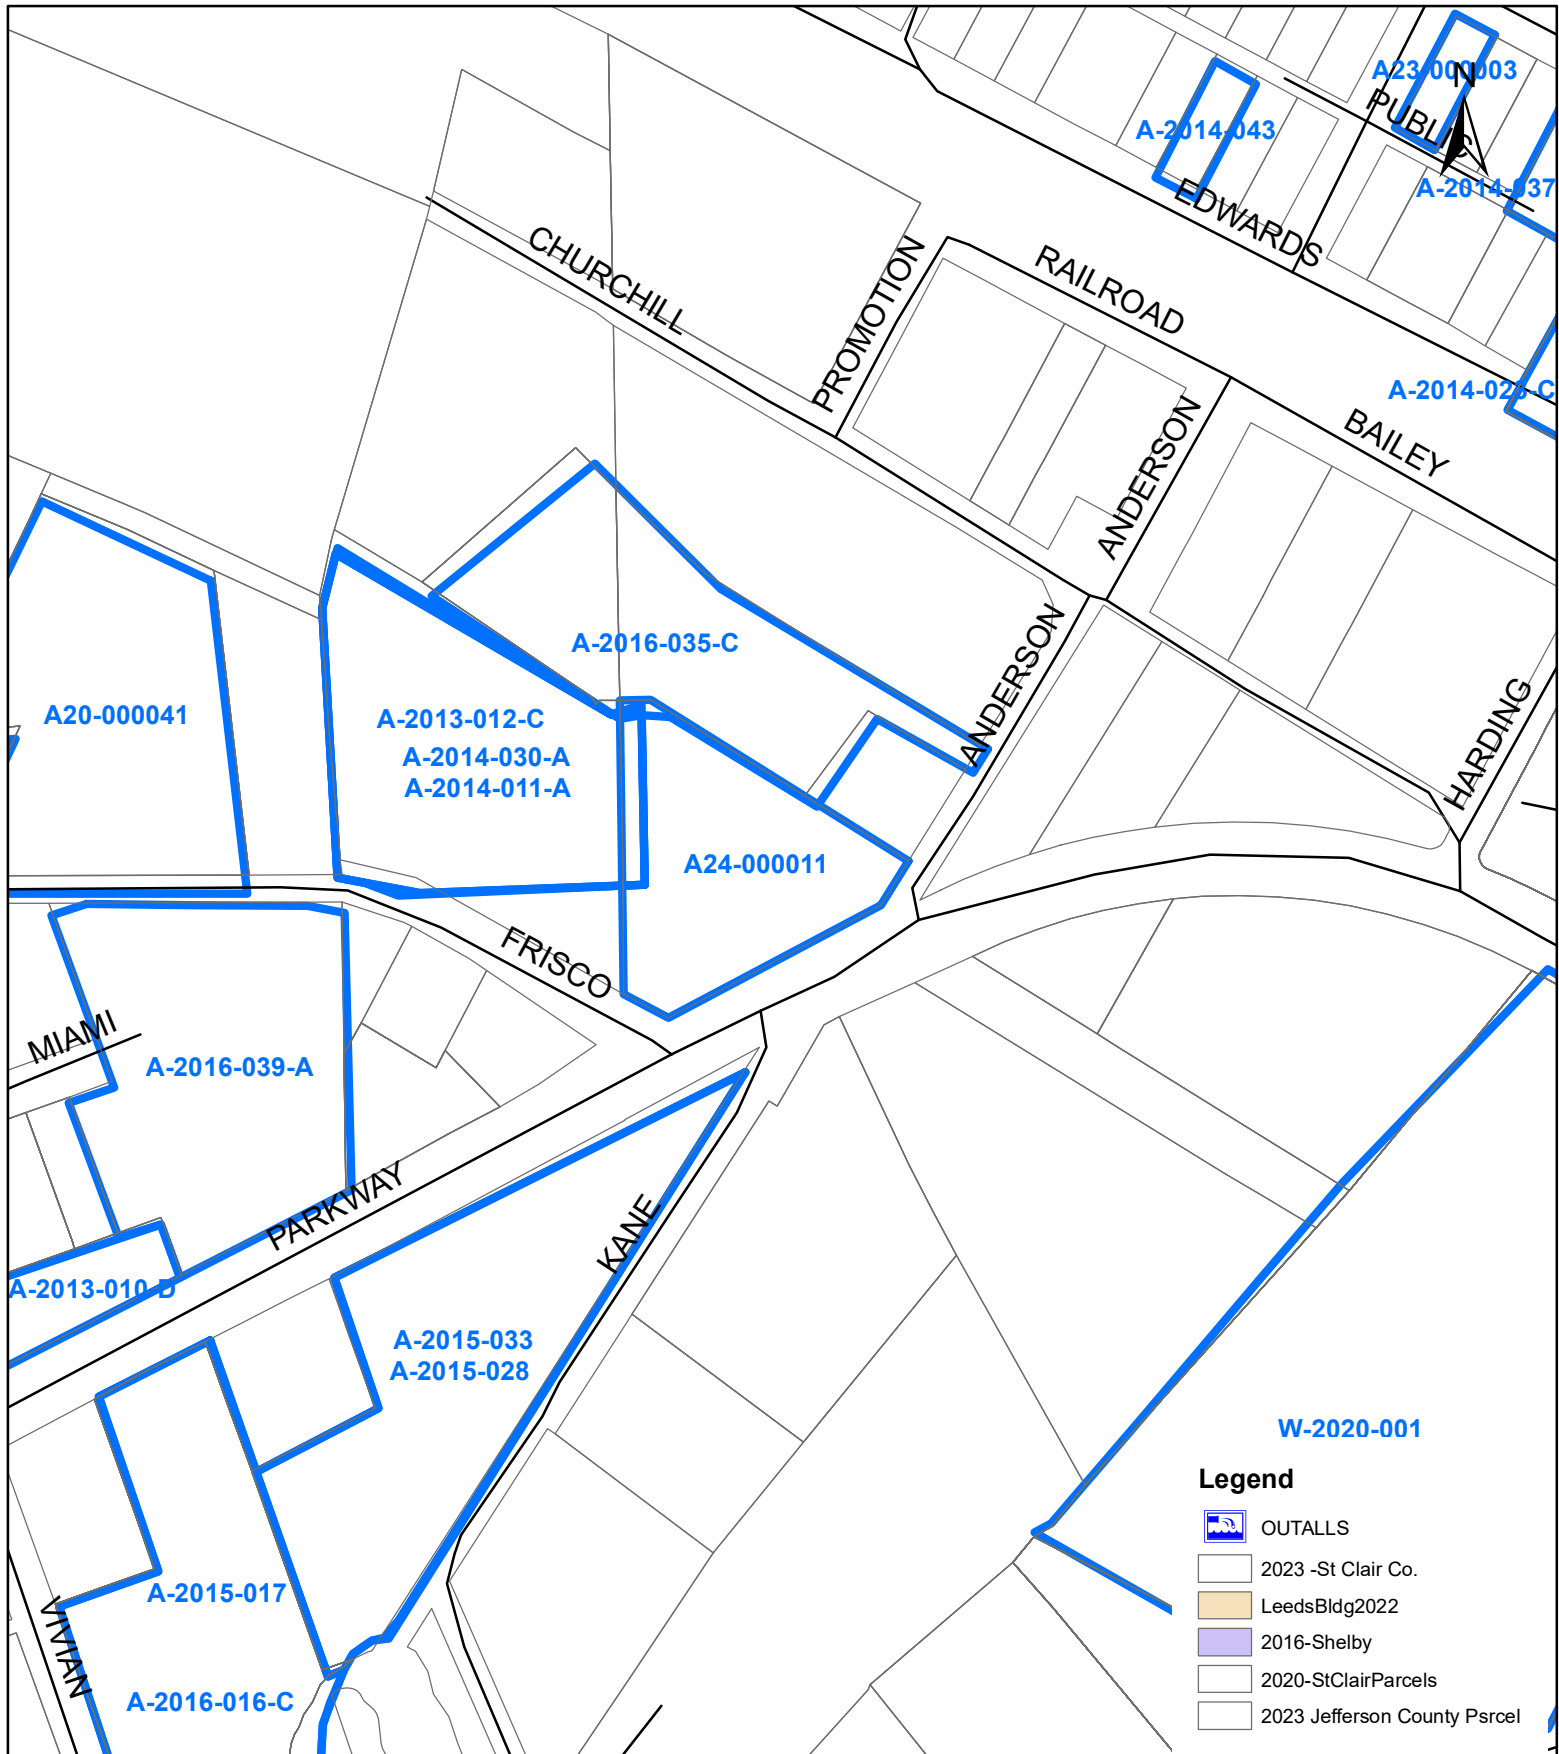 A23-000003
N
PUBLIC
A-2014-043
A-2014-037
EDWARDS
CHURCHILL
PROMOTION
RAILROAD
A-2014-023-C
BAILEY
ANDERSON
A-2016-035-C
ANDERSON
A20-000041
A-2013-012-C
A-2014-030-A
A-2014-011-A
HARDING
A24-000011
FRISCO
MIAMI
A-2016-039-A
PARKWAY
KANE
A-2013-010-D
A-2015-033
A-2015-028
W-2020-001
Legend
OUTALLS
2023 -St Clair Co.
LeedsBldg2022
2016-Shelby
2020-StClairParcels
2023 Jefferson County Psrcel
A-2015-017
VIVIAN
A-2016-016-C